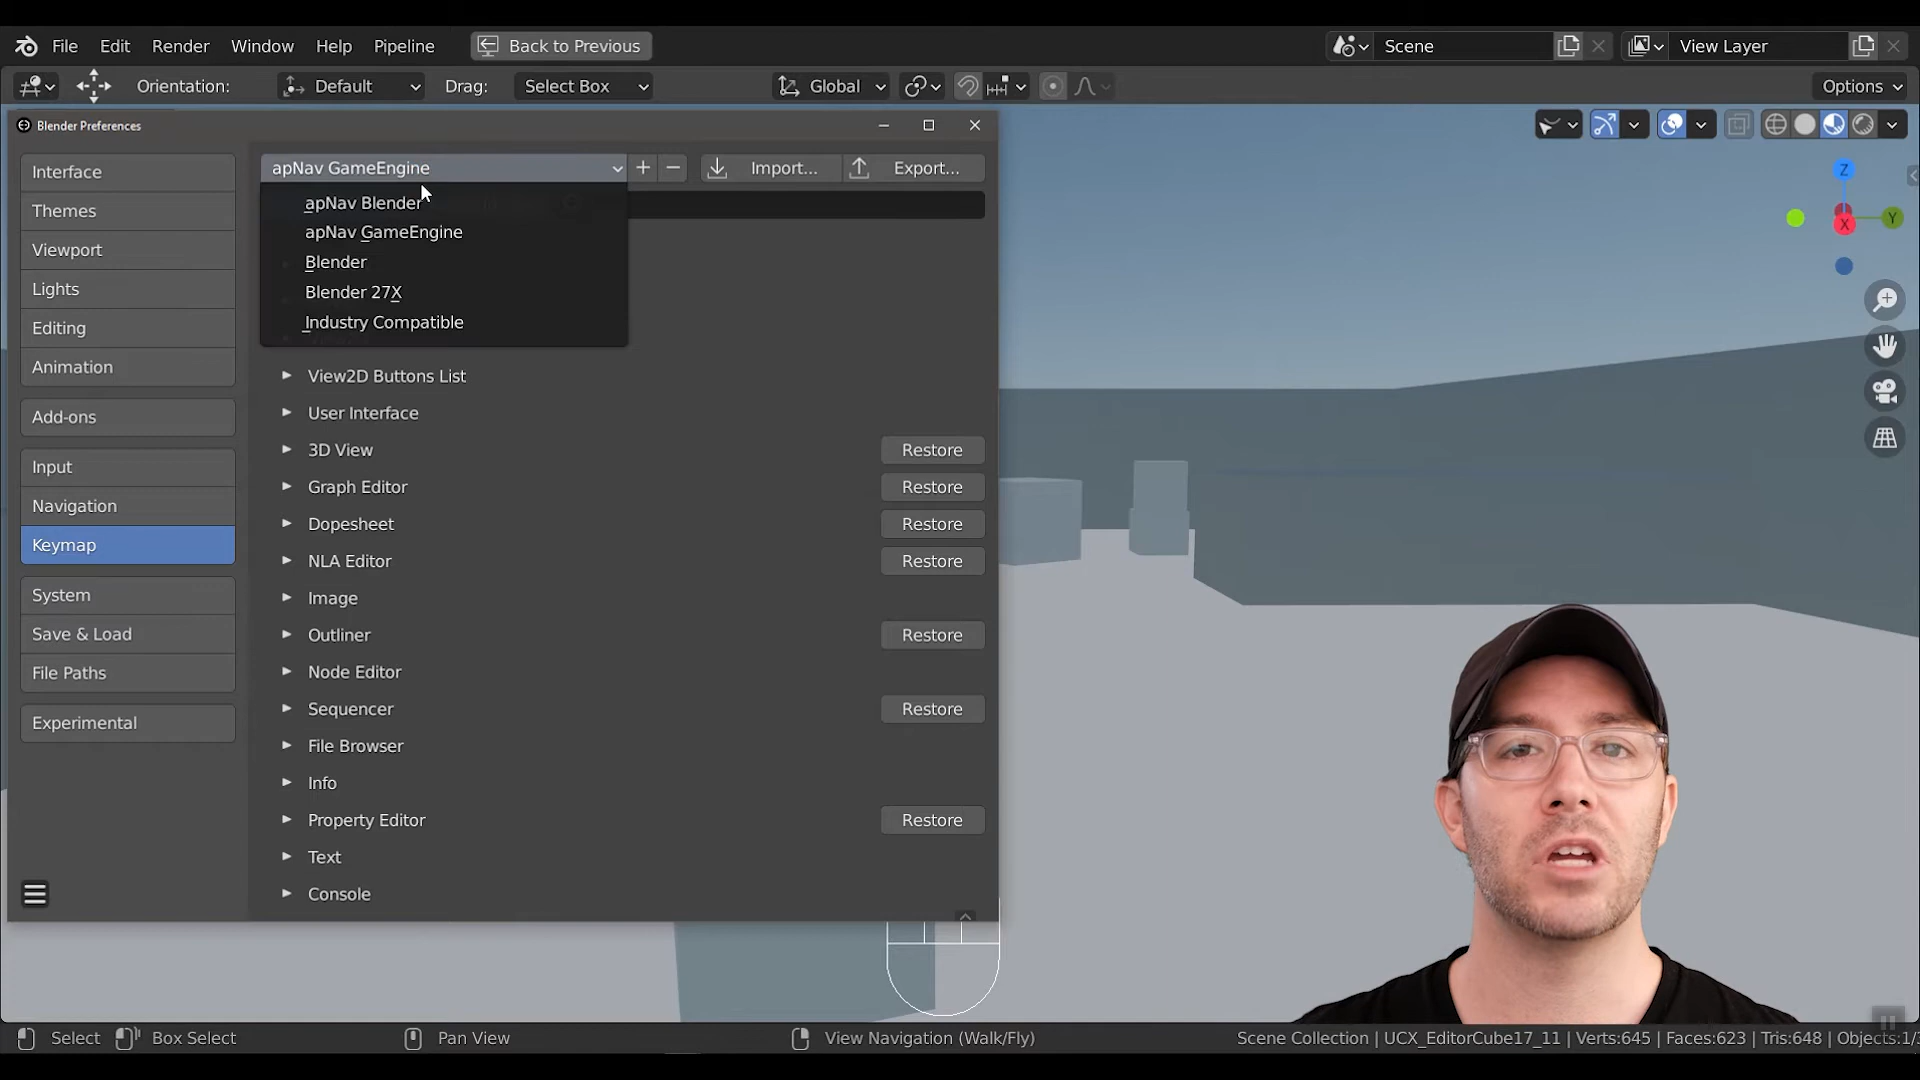 File Edit Render Window Help Pipeline Back to Previous Scene View Layer
Orientation: Default Drag: Select Box Global Options
Blender Preferences
Interface
Themes
Viewport
Lights
Editing
Animation
Add-ons
Input
Navigation
Keymap
System
Save & Load
File Paths
Experimental
apNav GameEngine + − Import... Export...
apNav Blender
apNav GameEngine
Blender
Blender 27X
Industry Compatible
View2D Buttons List
User Interface
3D View Restore
Graph Editor Restore
Dopesheet Restore
NLA Editor Restore
Image
Outliner Restore
Node Editor
Sequencer Restore
File Browser
Info
Property Editor Restore
Text
Console
Z
Y
X
Select Box Select Pan View View Navigation (Walk/Fly) Scene Collection | UCX_EditorCube17_11 | Verts:645 | Faces:623 | Tris:648 | Objects:1/